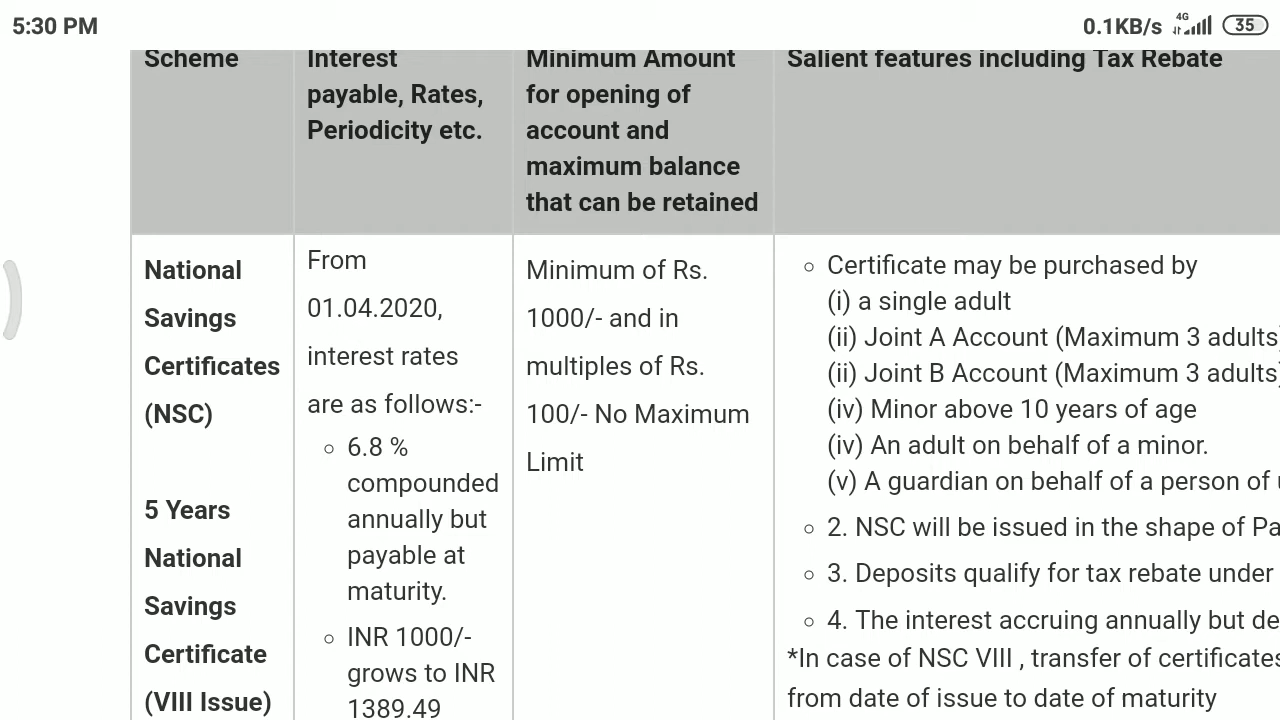 5:30 PM
0.1KB/s 4G 35
Scheme
Interest
payable, Rates,
Periodicity etc.
Minimum Amount
for opening of
account and
maximum balance
that can be retained
Salient features including Tax Rebate
National
Savings
Certificates
(NSC)
5 Years
National
Savings
Certificate
(VIII Issue)
From
01.04.2020,
interest rates
are as follows:-
6.8 %
compounded
annually but
payable at
maturity.
INR 1000/-
grows to INR
1389.49
Minimum of Rs.
1000/- and in
multiples of Rs.
100/- No Maximum
Limit
Certificate may be purchased by
(i) a single adult
(ii) Joint A Account (Maximum 3 adults)
(ii) Joint B Account (Maximum 3 adults)
(iv) Minor above 10 years of age
(iv) An adult on behalf of a minor.
(v) A guardian on behalf of a person of
2. NSC will be issued in the shape of Pa
3. Deposits qualify for tax rebate under
4. The interest accruing annually but de
*In case of NSC VIII , transfer of certificates
from date of issue to date of maturity